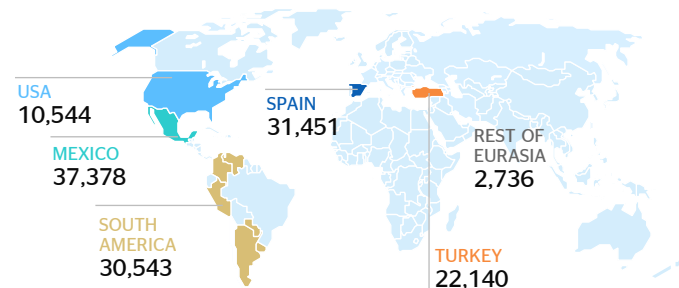 USA
10,544
MEXICO
37,378
SOUTH
AMERICA
30,543
SPAIN
31,451
REST OF
EURASIA
2,736
TURKEY
22,140